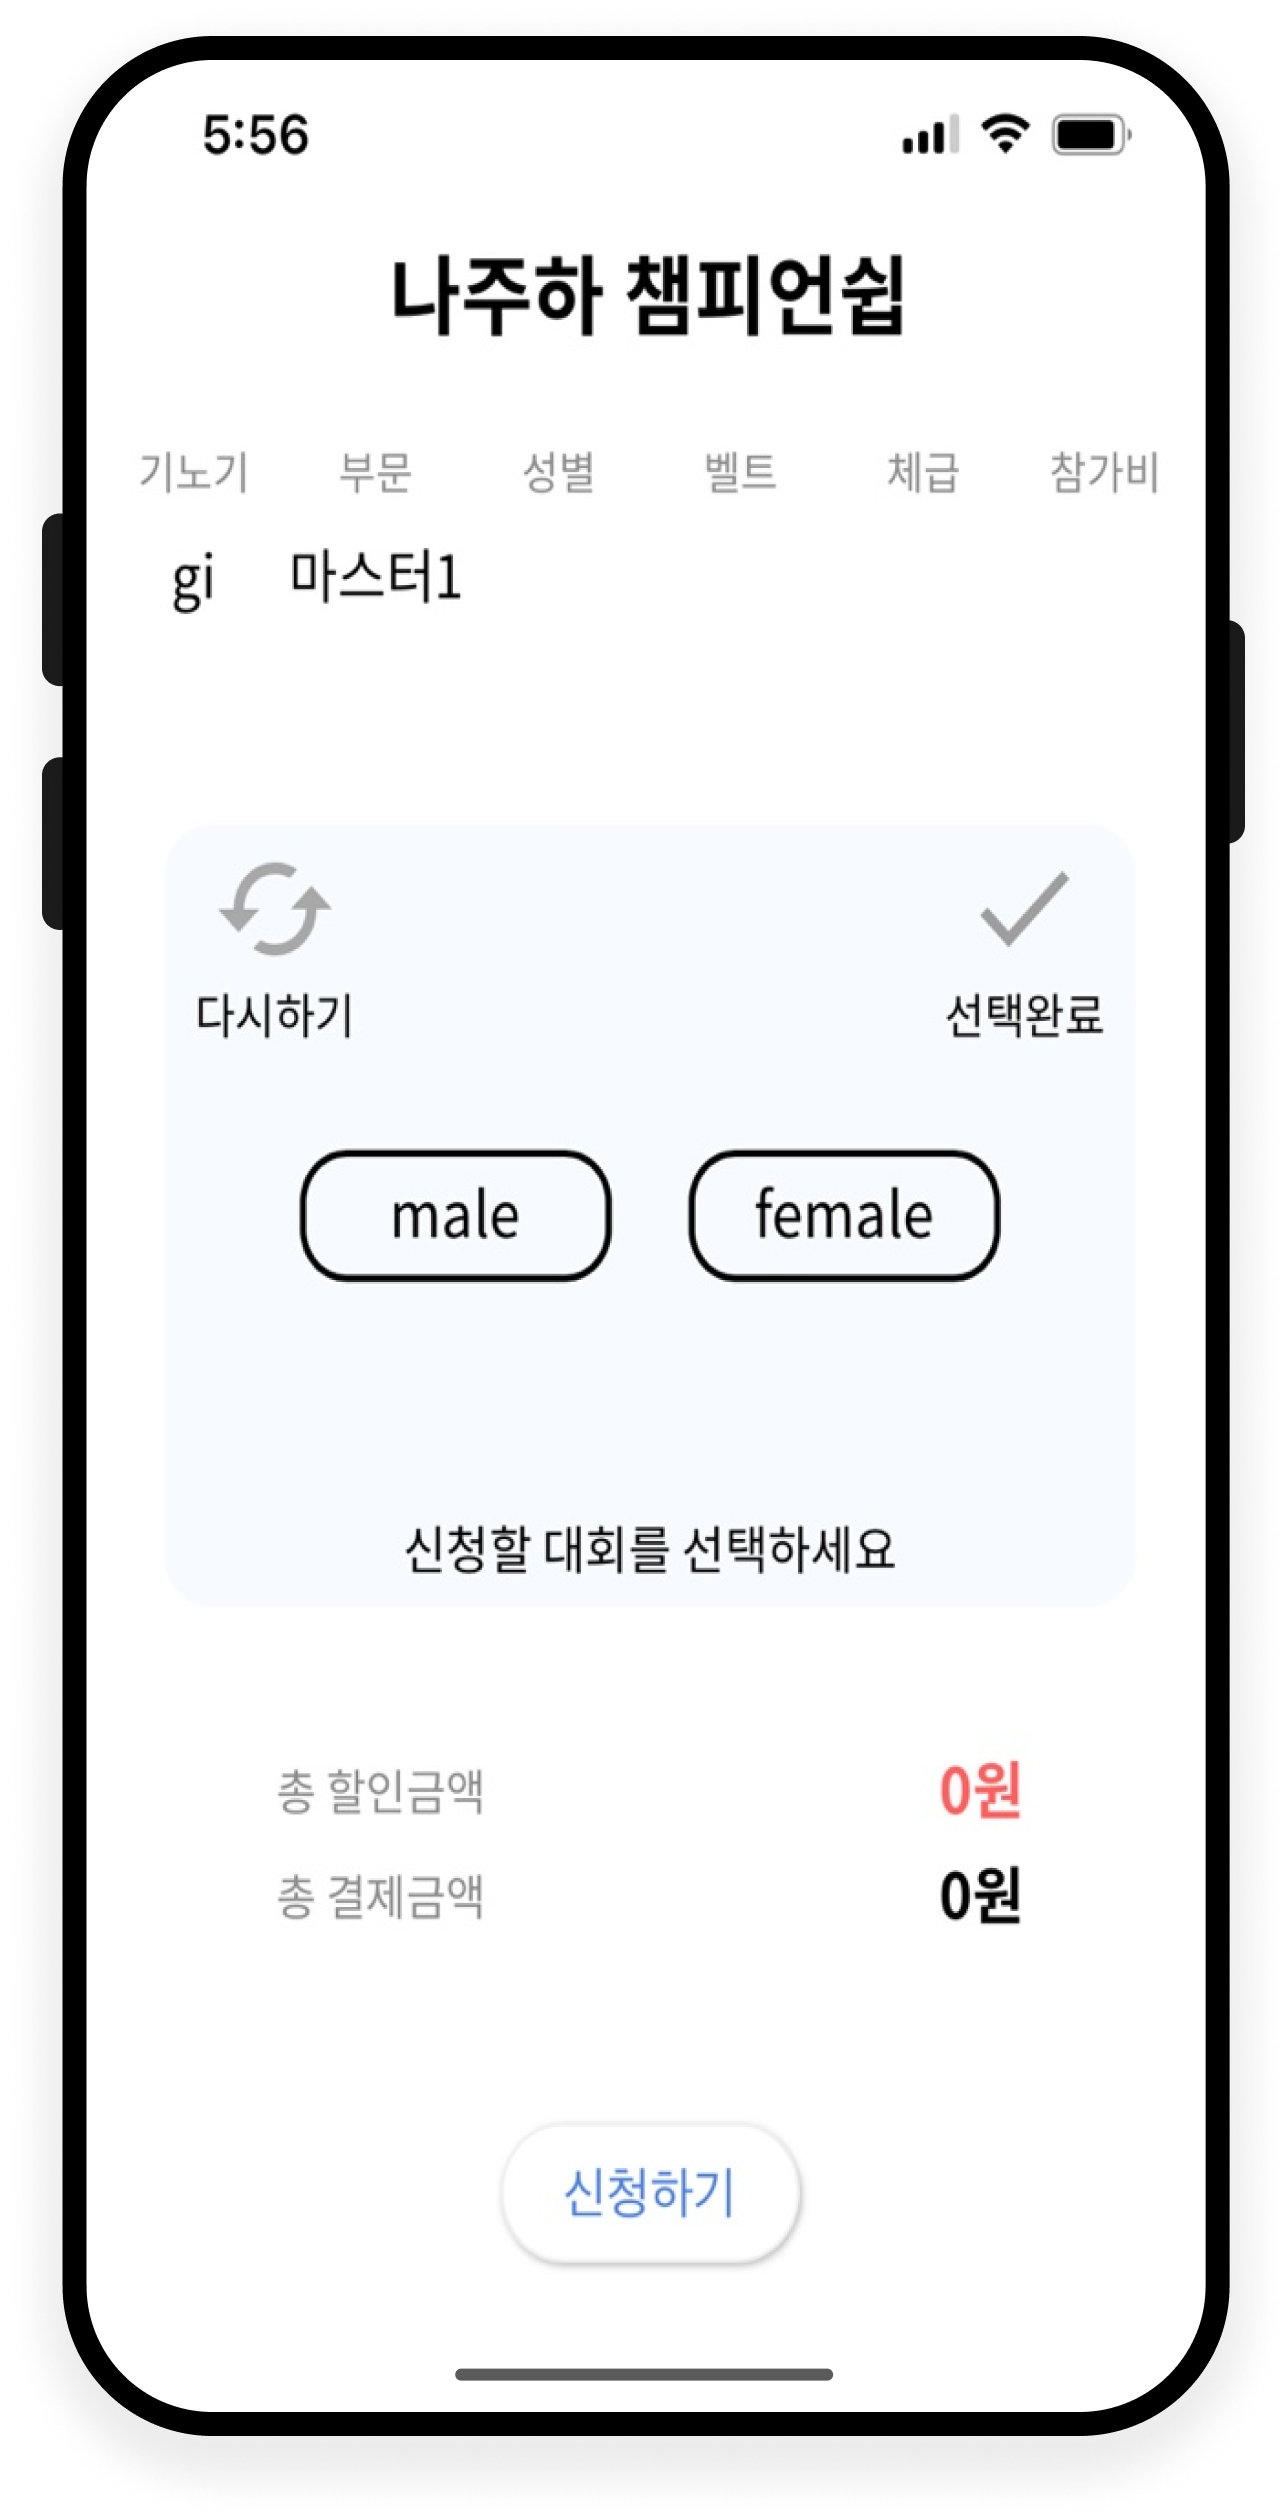 5:56
나주하 챔피언쉽
기노기 부문 성별 벨트 체급 참가비
gi 마스터1
다시하기 선택완료
male female
신청할 대회를 선택하세요
총 할인금액 0원
총 결제금액 0원
신청하기